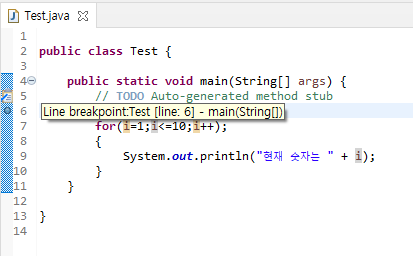 Test.java
1
2 public class Test {
3
4 public static void main(String[] args) {
5 // TODO Auto-generated method stub
6 Line breakpoint:Test [line: 6] - main(String[])
7 for(i=1;i<=10;i++);
8 {
9 System.out.println("현재 숫자는 " + i);
10 }
11 }
12
13 }
14